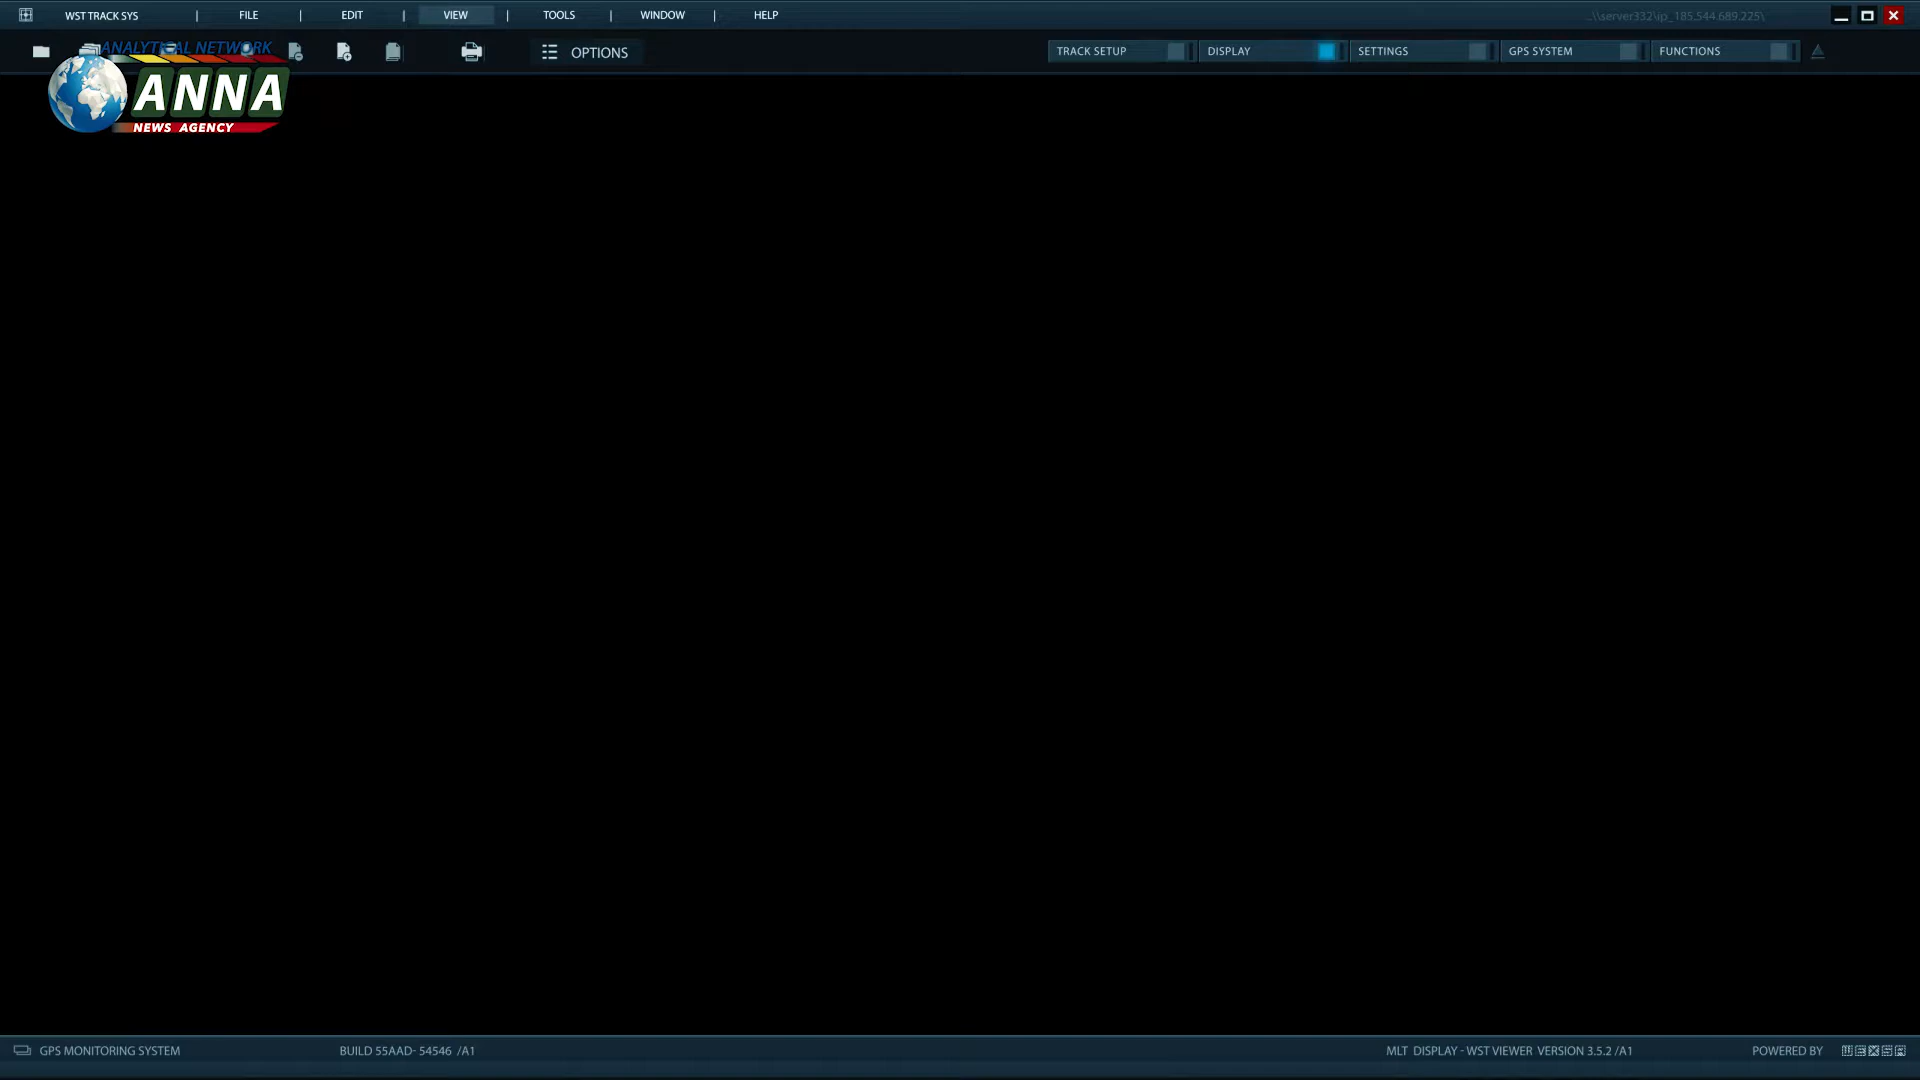 WST TRACK SYS | FILE | EDIT | VIEW | TOOLS | WINDOW | HELP
...\\server332\ip_185.544.689.225\
OPTIONS
TRACK SETUP DISPLAY SETTINGS GPS SYSTEM FUNCTIONS
ANALYTICAL NETWORK
ANNA
NEWS AGENCY
GPS MONITORING SYSTEM BUILD 55AAD- 54546 /A1 MLT DISPLAY - WST VIEWER VERSION 3.5.2 /A1 POWERED BY